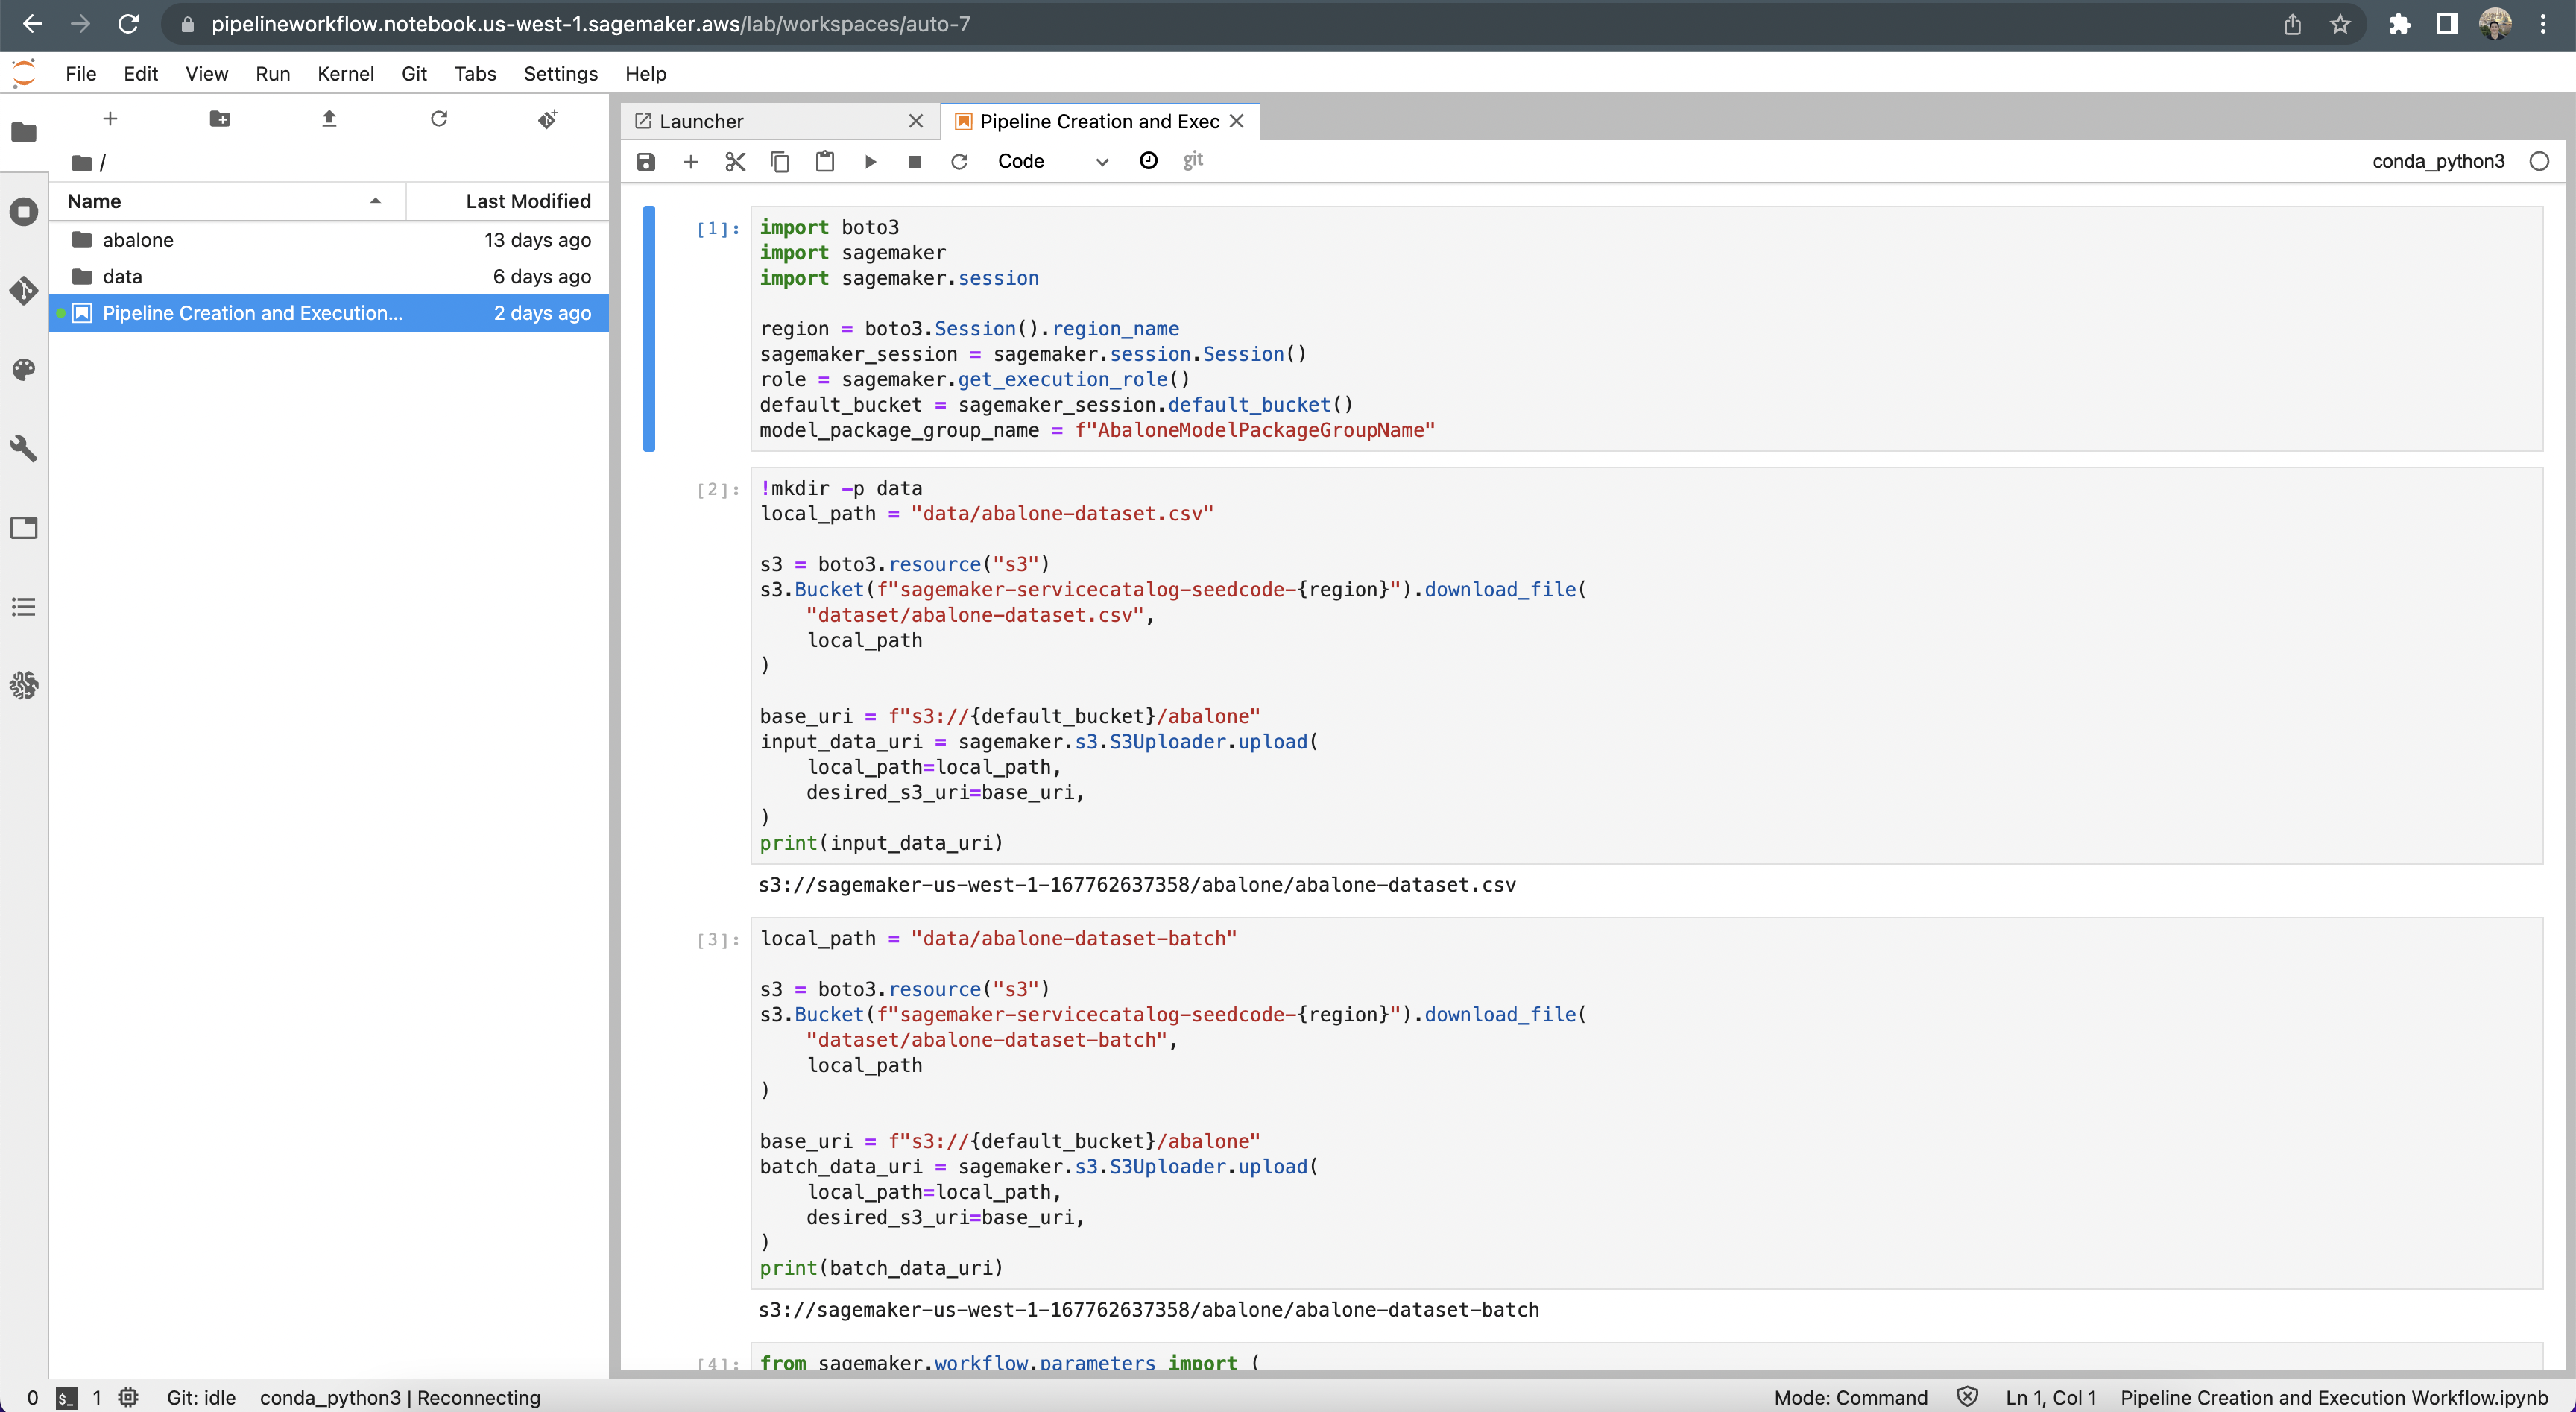 pipelineworkflow.notebook.us-west-1.sagemaker.aws/lab/workspaces/auto-7
File Edit View Run Kernel Git Tabs Settings Help
/
Name Last Modified
abalone 13 days ago
data 6 days ago
Pipeline Creation and Execution... 2 days ago
Launcher Pipeline Creation and Exec
Code git conda_python3
[1]: import boto3
import sagemaker
import sagemaker.session
region = boto3.Session().region_name
sagemaker_session = sagemaker.session.Session()
role = sagemaker.get_execution_role()
default_bucket = sagemaker_session.default_bucket()
model_package_group_name = f"AbaloneModelPackageGroupName"
[2]: !mkdir -p data
local_path = "data/abalone-dataset.csv"
s3 = boto3.resource("s3")
s3.Bucket(f"sagemaker-servicecatalog-seedcode-{region}").download_file(
"dataset/abalone-dataset.csv",
local_path
)
base_uri = f"s3://{default_bucket}/abalone"
input_data_uri = sagemaker.s3.S3Uploader.upload(
local_path=local_path,
desired_s3_uri=base_uri,
)
print(input_data_uri)
s3://sagemaker-us-west-1-167762637358/abalone/abalone-dataset.csv
[3]: local_path = "data/abalone-dataset-batch"
s3 = boto3.resource("s3")
s3.Bucket(f"sagemaker-servicecatalog-seedcode-{region}").download_file(
"dataset/abalone-dataset-batch",
local_path
)
base_uri = f"s3://{default_bucket}/abalone"
batch_data_uri = sagemaker.s3.S3Uploader.upload(
local_path=local_path,
desired_s3_uri=base_uri,
)
print(batch_data_uri)
s3://sagemaker-us-west-1-167762637358/abalone/abalone-dataset-batch
[4]: from sagemaker.workflow.parameters import (
0 $_ 1 Git: idle conda_python3 | Reconnecting Mode: Command Ln 1, Col 1 Pipeline Creation and Execution Workflow.ipynb